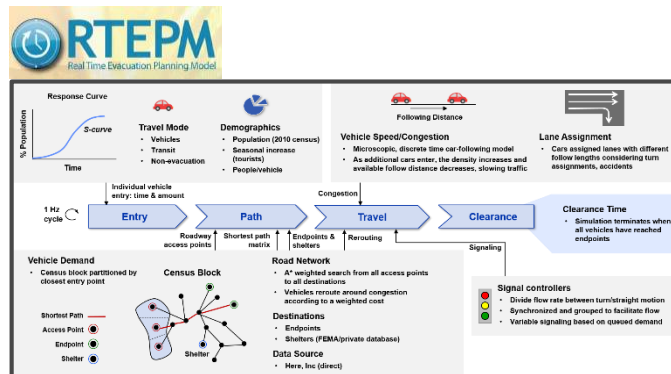 RTEPM
Real Time Evacuation Planning Model
Response Curve
% Population
S-curve
Time
Travel Mode
• Vehicles
• Transit
• Non-evacuation
Demographics
• Population (2010 census)
• Seasonal increase
(tourists)
• People/vehicle
Following Distance
Vehicle Speed/Congestion
• Microscopic, discrete time car-following model
• As additional cars enter, the density increases and
available follow distance decreases, slowing traffic
Lane Assignment
• Cars assigned lanes with different
follow lengths considering turn
assignments, accidents
Individual vehicle
entry: time & amount
Congestion
1 Hz
cycle
Entry
Path
Travel
Clearance
Clearance Time
• Simulation terminates when
all vehicles have reached
endpoints
Roadway
access points
Shortest path
matrix
Endpoints &
shelters
Rerouting
Signaling
Vehicle Demand
• Census block partitioned by
closest entry point
Census Block
Shortest Path
Access Point
Endpoint
Shelter
Shelter
Road Network
• A* weighted search from all access points
to all destinations
• Vehicles reroute around congestion
according to a weighted cost
Destinations
• Endpoints
• Shelters (FEMA/private database)
Data Source
• Here, Inc (direct)
Signal controllers
• Divide flow rate between turn/straight motion
• Synchronized and grouped to facilitate flow
• Variable signaling based on queued demand